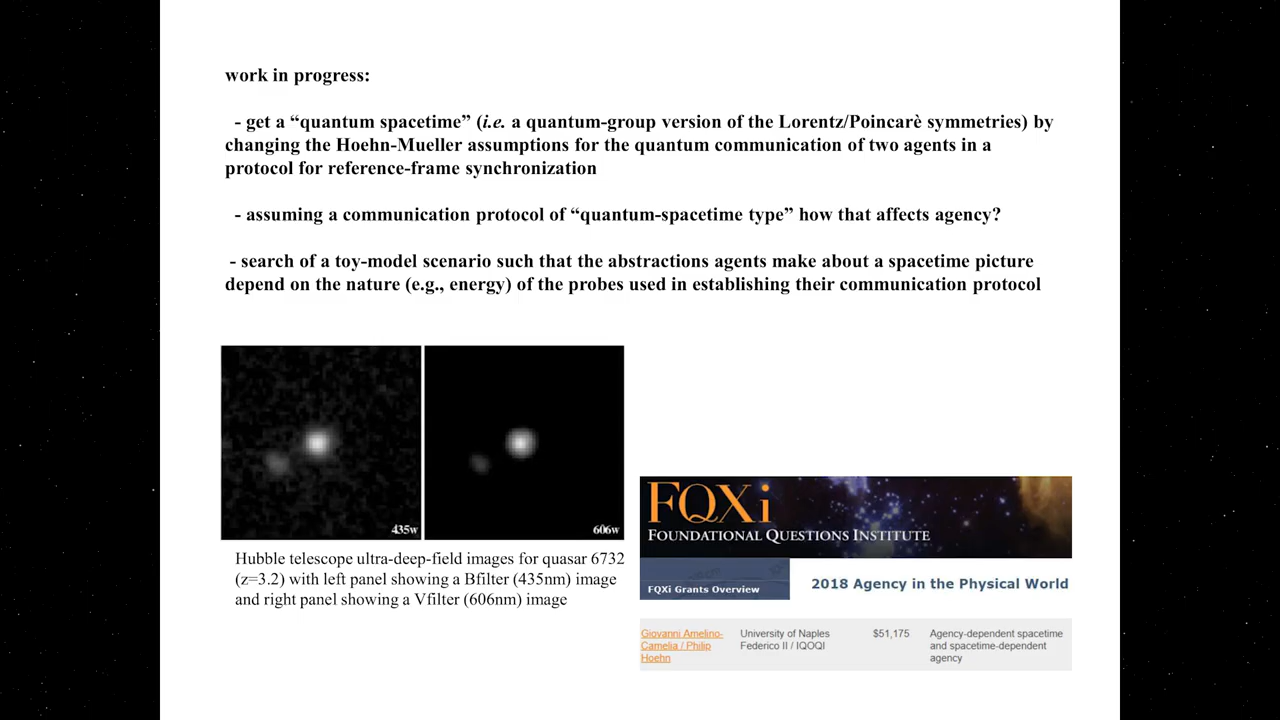 work in progress:
- get a “quantum spacetime” (i.e. a quantum-group version of the Lorentz/Poincarè symmetries) by
changing the Hoehn-Mueller assumptions for the quantum communication of two agents in a
protocol for reference-frame synchronization
- assuming a communication protocol of “quantum-spacetime type” how that affects agency?
- search of a toy-model scenario such that the abstractions agents make about a spacetime picture
depend on the nature (e.g., energy) of the probes used in establishing their communication protocol
435w
606w
Hubble telescope ultra-deep-field images for quasar 6732
(z=3.2) with left panel showing a Bfilter (435nm) image
and right panel showing a Vfilter (606nm) image
FQXi
FOUNDATIONAL QUESTIONS INSTITUTE
FQXi Grants Overview
2018 Agency in the Physical World
Giovanni Amelino-
Camelia / Philip
Hoehn
University of Naples
Federico II / IQOQI
$51,175
Agency-dependent spacetime
and spacetime-dependent
agency